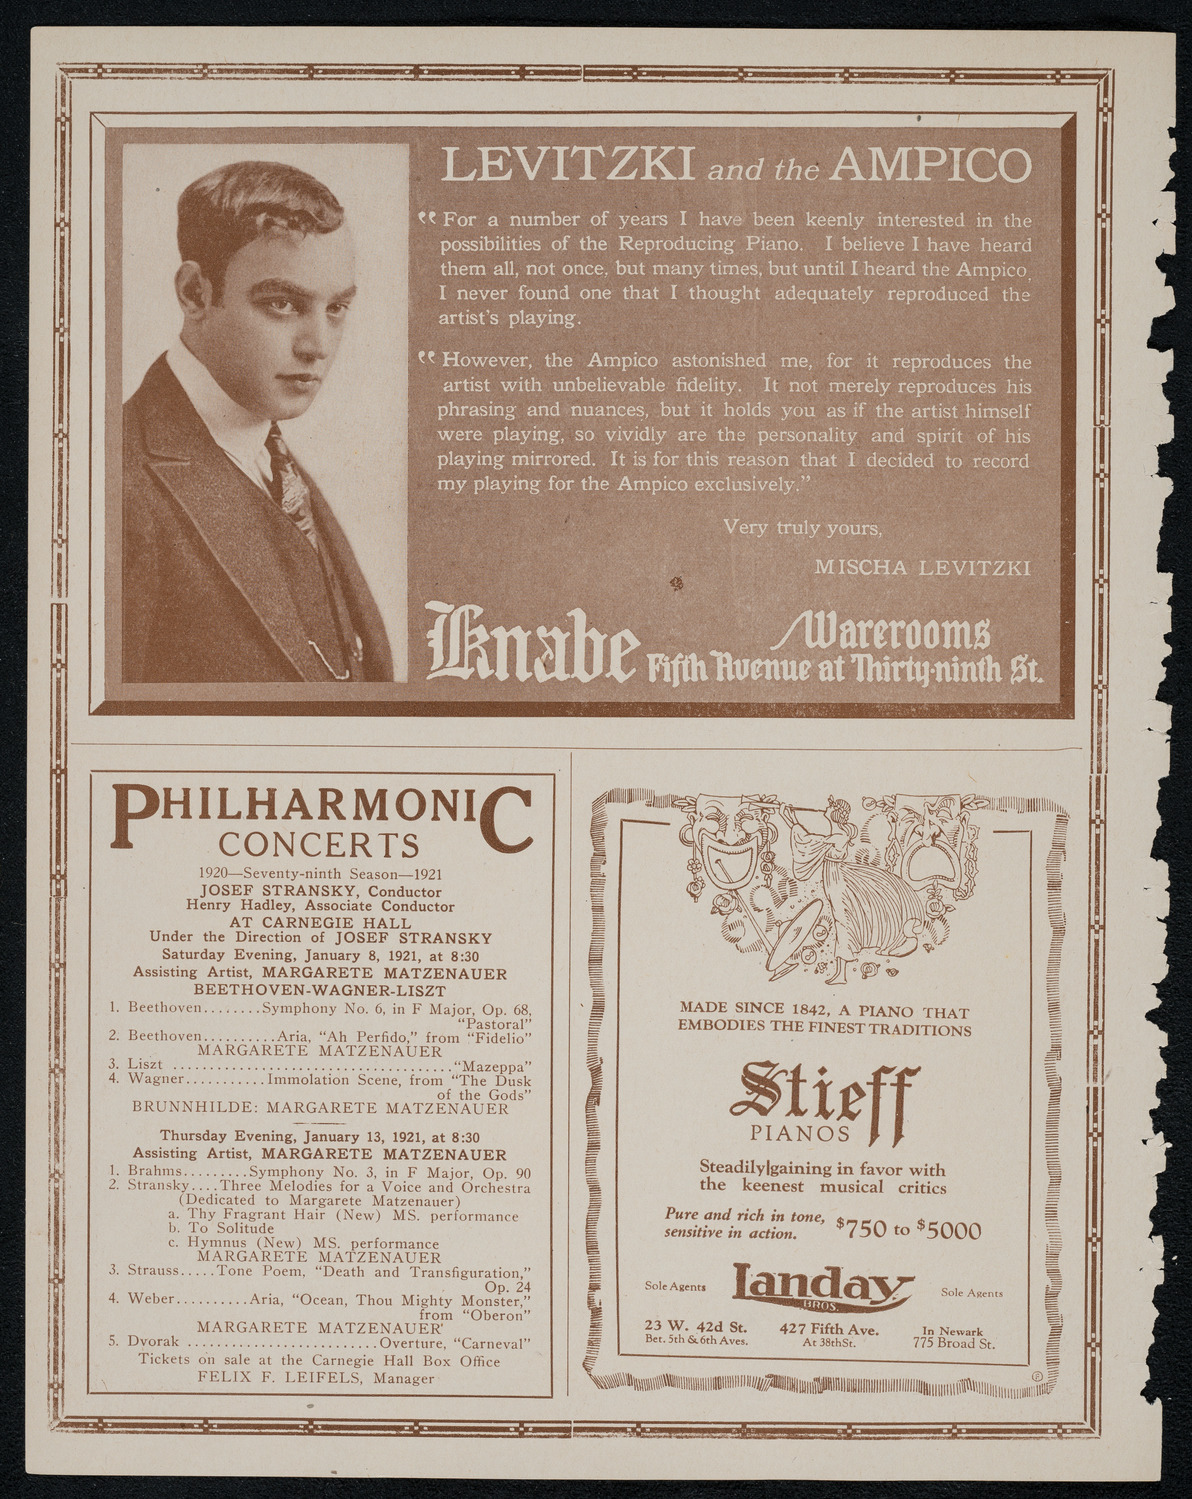 LEVITZKI and the AMPICO
“For a number of years I have been keenly interested in the
possibilities of the Reproducing Piano. I believe I have heard
them all, not once, but many times, but until I heard the Ampico,
I never found one that I thought adequately reproduced the
artist's playing.
“However, the Ampico astonished me, for it reproduces the
artist with unbelievable fidelity. It not merely reproduces his
phrasing and nuances, but it holds you as if the artist himself
were playing, so vividly are the personality and spirit of his
playing mirrored. It is for this reason that I decided to record
my playing for the Ampico exclusively.”
Very truly yours,
MISCHA LEVITZKI
Knabe Warerooms
Fifth Avenue at Thirty-ninth St.
PHILHARMONIC
CONCERTS
1920—Seventy-ninth Season—1921
JOSEF STRANSKY, Conductor
Henry Hadley, Associate Conductor
AT CARNEGIE HALL
Under the Direction of JOSEF STRANSKY
Saturday Evening, January 8, 1921, at 8:30
Assisting Artist, MARGARETE MATZENAUER
BEETHOVEN-WAGNER-LISZT
1. Beethoven........Symphony No. 6, in F Major, Op. 68,
“Pastoral”
2. Beethoven..........Aria, “Ah Perfido,” from “Fidelio”
MARGARETE MATZENAUER
3. Liszt ....................................“Mazeppa”
4. Wagner...........Immolation Scene, from “The Dusk
of the Gods”
BRUNNHILDE: MARGARETE MATZENAUER
Thursday Evening, January 13, 1921, at 8:30
Assisting Artist, MARGARETE MATZENAUER
1. Brahms.........Symphony No. 3, in F Major, Op. 90
2. Stransky....Three Melodies for a Voice and Orchestra
(Dedicated to Margarete Matzenauer)
a. Thy Fragrant Hair (New) MS. performance
b. To Solitude
c. Hymnus (New) MS. performance
MARGARETE MATZENAUER
3. Strauss.....Tone Poem, “Death and Transfiguration,”
Op. 24
4. Weber..........Aria, “Ocean, Thou Mighty Monster,”
from “Oberon”
MARGARETE MATZENAUER
5. Dvorak .........................Overture, “Carneval”
Tickets on sale at the Carnegie Hall Box Office
FELIX F. LEIFELS, Manager
MADE SINCE 1842, A PIANO THAT
EMBODIES THE FINEST TRADITIONS
Stieff
PIANOS
Steadily gaining in favor with
the keenest musical critics
Pure and rich in tone,
sensitive in action.
$750 to $5000
Sole Agents Landay BROS. Sole Agents
23 W. 42d St.
Bet. 5th & 6th Aves.
427 Fifth Ave.
At 38th St.
In Newark
775 Broad St.
Ⓟ